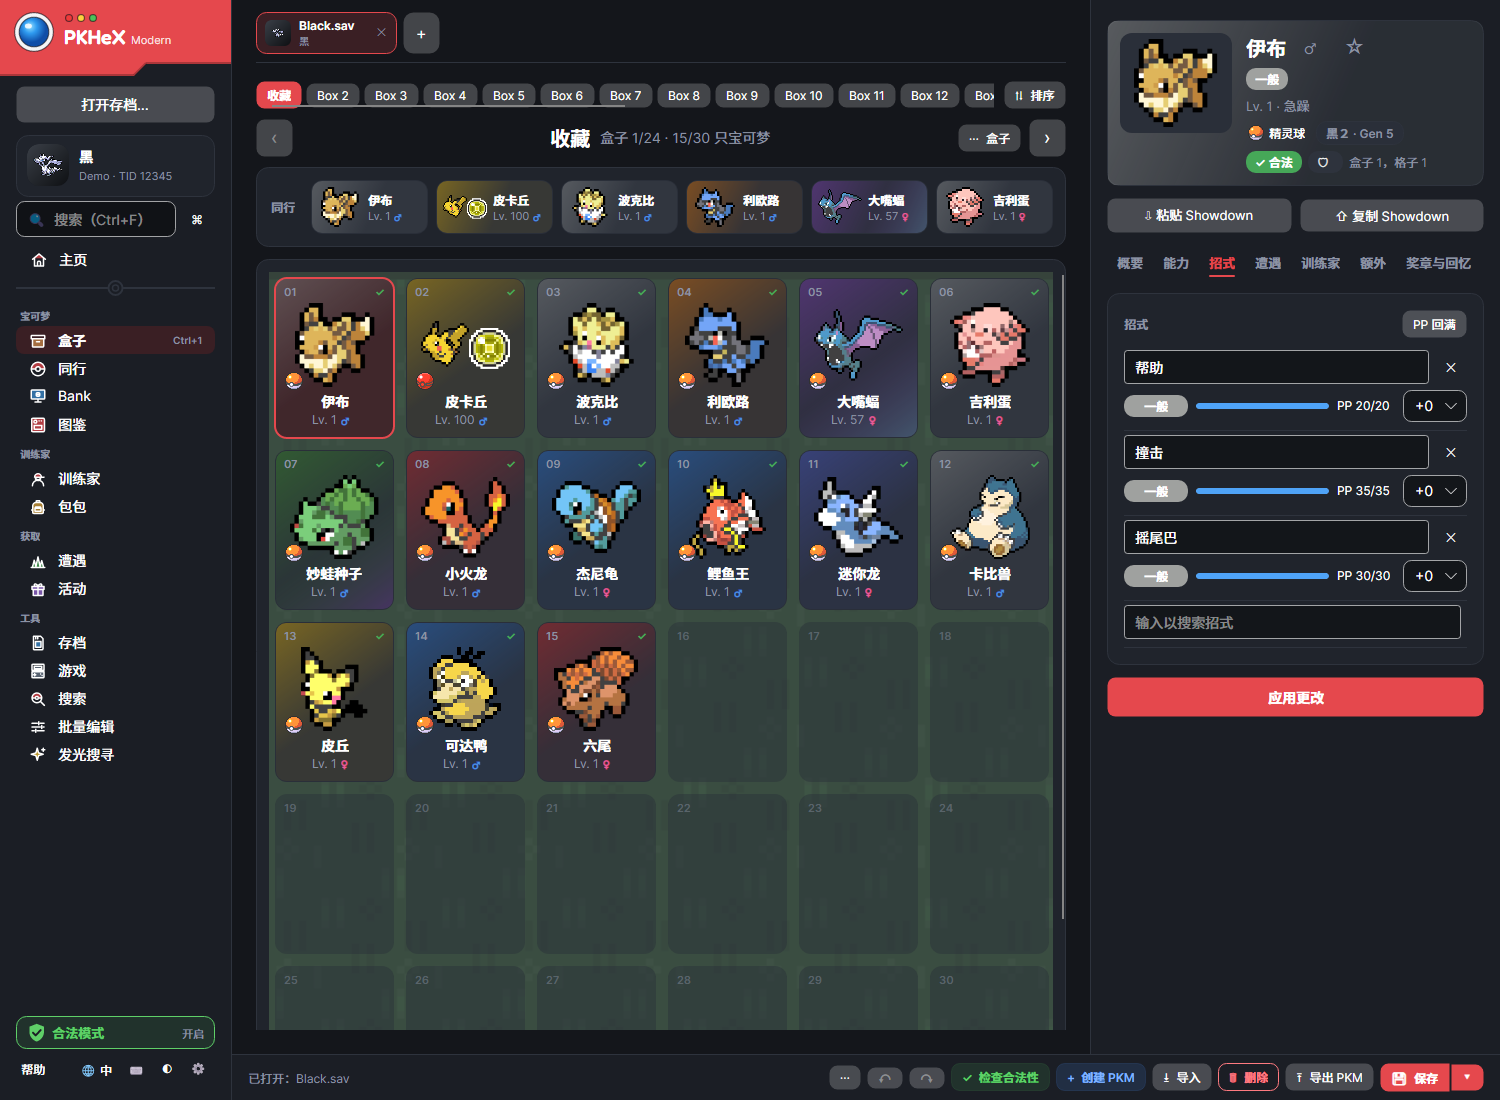 PKHeX Modern
打开存档...
黑
Demo · TID 12345
搜索（Ctrl+F）
⌘
主页
宝可梦
盒子 Ctrl+1
同行
Bank
图鉴
训练家
训练家
包包
获取
遭遇
活动
工具
存档
游戏
搜索
批量编辑
发光搜寻
合法模式 开启
帮助 中
Black.sav
黑
+
收藏 Box 2 Box 3 Box 4 Box 5 Box 6 Box 7 Box 8 Box 9 Box 10 Box 11 Box 12 Box 排序
收藏 盒子 1/24 · 15/30 只宝可梦 ··· 盒子
同行
伊布
Lv. 1 ♂
皮卡丘
Lv. 100 ♂
波克比
Lv. 1 ♂
利欧路
Lv. 1 ♂
大嘴蝠
Lv. 57 ♀
吉利蛋
Lv. 1 ♀
01 ✓
伊布
Lv. 1 ♂
02 ✓
皮卡丘
Lv. 100 ♂
03 ✓
波克比
Lv. 1 ♂
04 ✓
利欧路
Lv. 1 ♂
05 ✓
大嘴蝠
Lv. 57 ♀
06 ✓
吉利蛋
Lv. 1 ♀
07 ✓
妙蛙种子
Lv. 1 ♂
08 ✓
小火龙
Lv. 1 ♂
09 ✓
杰尼龟
Lv. 1 ♀
10 ✓
鲤鱼王
Lv. 1 ♂
11 ✓
迷你龙
Lv. 1 ♀
12 ✓
卡比兽
Lv. 1 ♂
13 ✓
皮丘
Lv. 1 ♀
14 ✓
可达鸭
Lv. 1 ♂
15 ✓
六尾
Lv. 1 ♀
16 17 18
19 20 21 22 23 24
25 26 27 28 29 30
伊布 ♂ ☆
一般
Lv. 1 · 急躁
精灵球 黑２ · Gen 5
✓ 合法 盒子 1，格子 1
⇩ 粘贴 Showdown ⇧ 复制 Showdown
概要 能力 招式 遭遇 训练家 额外 奖章与回忆
招式 PP 回满
帮助 ×
一般 PP 20/20 +0
撞击 ×
一般 PP 35/35 +0
摇尾巴 ×
一般 PP 30/30 +0
输入以搜索招式
应用更改
已打开：Black.sav ··· ✓ 检查合法性 + 创建 PKM 导入 删除 导出 PKM 保存